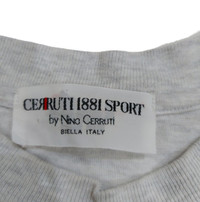 CERRUTI 1881 SPORT
by Nino Cerruti
BIELLA ITALY